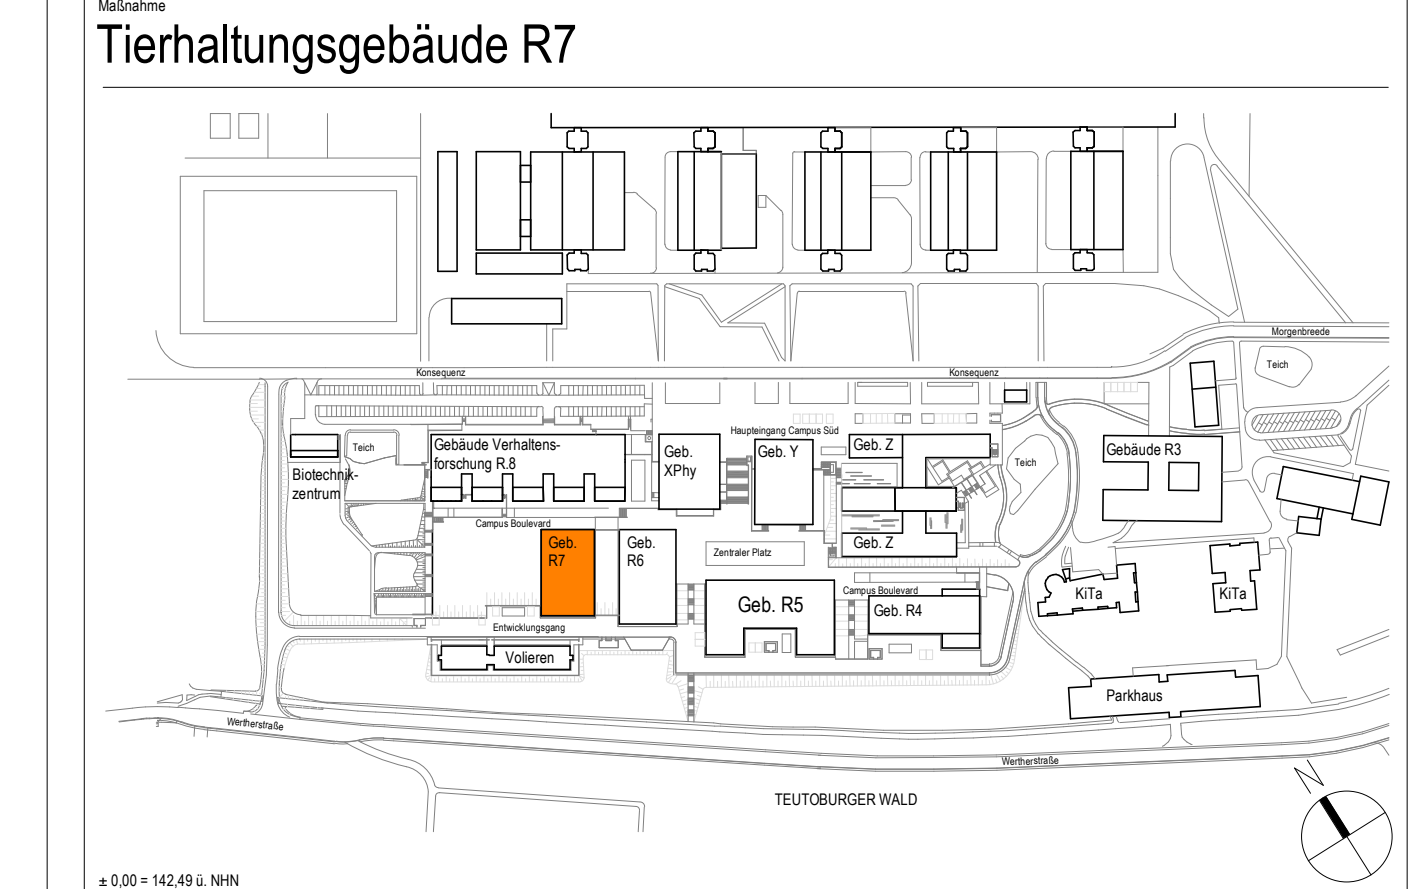 Maßnahme
Tierhaltungsgebäude R7
Morgenbreede
Teich
Konsequenz
Konsequenz
Haupteingang Campus Süd
Teich
Gebäude Verhaltens-
forschung R.8
Geb.
XPhy
Geb. Y
Geb. Z
Teich
Gebäude R3
Biotechnik-
zentrum
Campus Boulevard
Geb.
R7
Geb.
R6
Zentraler Platz
Geb. Z
Campus Boulevard
KiTa
KiTa
Geb. R5
Geb. R4
Entwicklungsgang
Volieren
Parkhaus
Wertherstraße
Wertherstraße
TEUTOBURGER WALD
N
± 0,00 = 142,49 ü. NHN